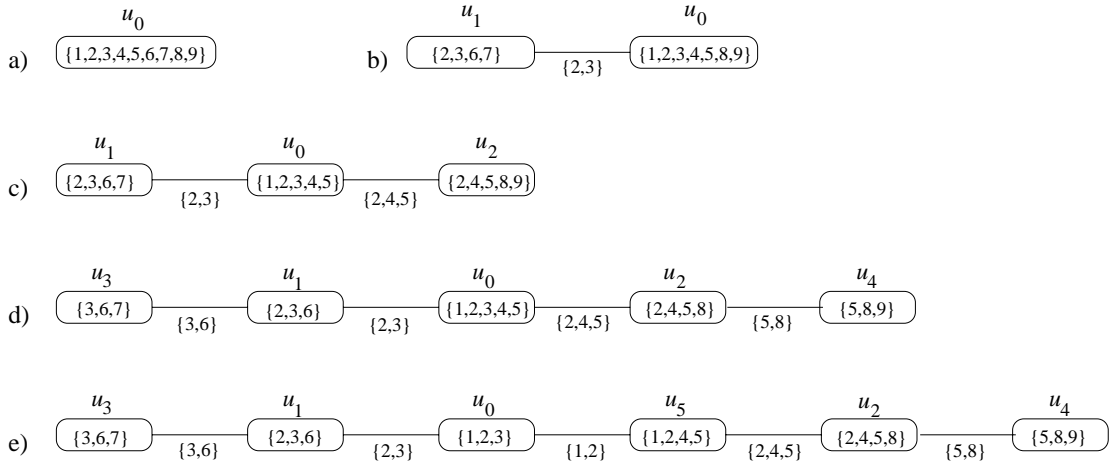 u0
a) {1,2,3,4,5,6,7,8,9}
u1 u0
b) {2,3,6,7} {2,3} {1,2,3,4,5,8,9}
u1 u0 u2
c) {2,3,6,7} {2,3} {1,2,3,4,5} {2,4,5} {2,4,5,8,9}
u3 u1 u0 u2 u4
d) {3,6,7} {3,6} {2,3,6} {2,3} {1,2,3,4,5} {2,4,5} {2,4,5,8} {5,8} {5,8,9}
u3 u1 u0 u5 u2 u4
e) {3,6,7} {3,6} {2,3,6} {2,3} {1,2,3} {1,2} {1,2,4,5} {2,4,5} {2,4,5,8} {5,8} {5,8,9}